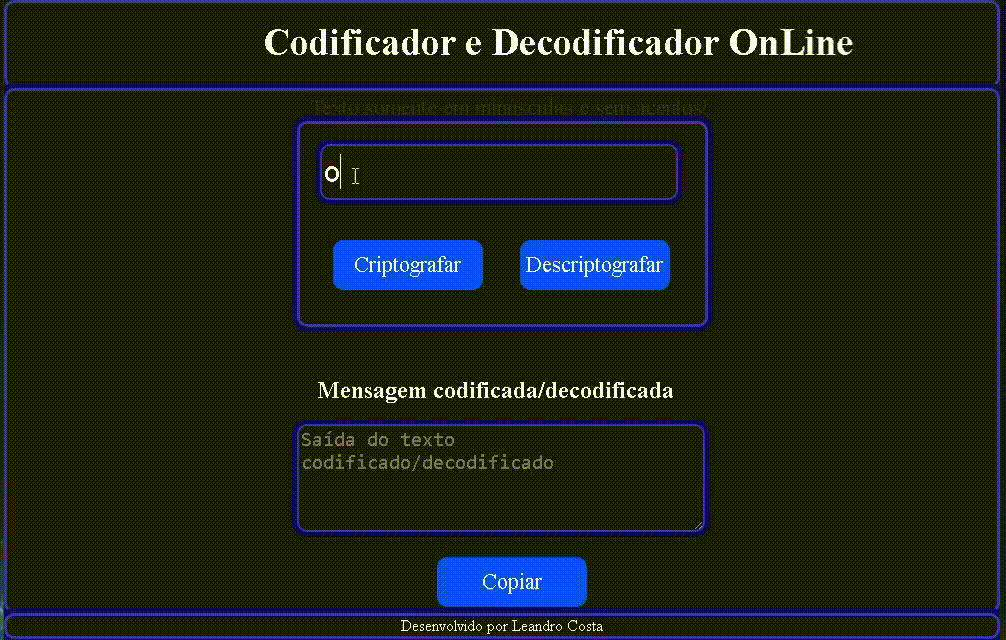 Codificador e Decodificador OnLine
Texto somente em minúsculas e sem acentos!
o
Criptografar
Descriptografar
Mensagem codificada/decodificada
Saída do texto
codificado/decodificado
Copiar
Desenvolvido por Leandro Costa